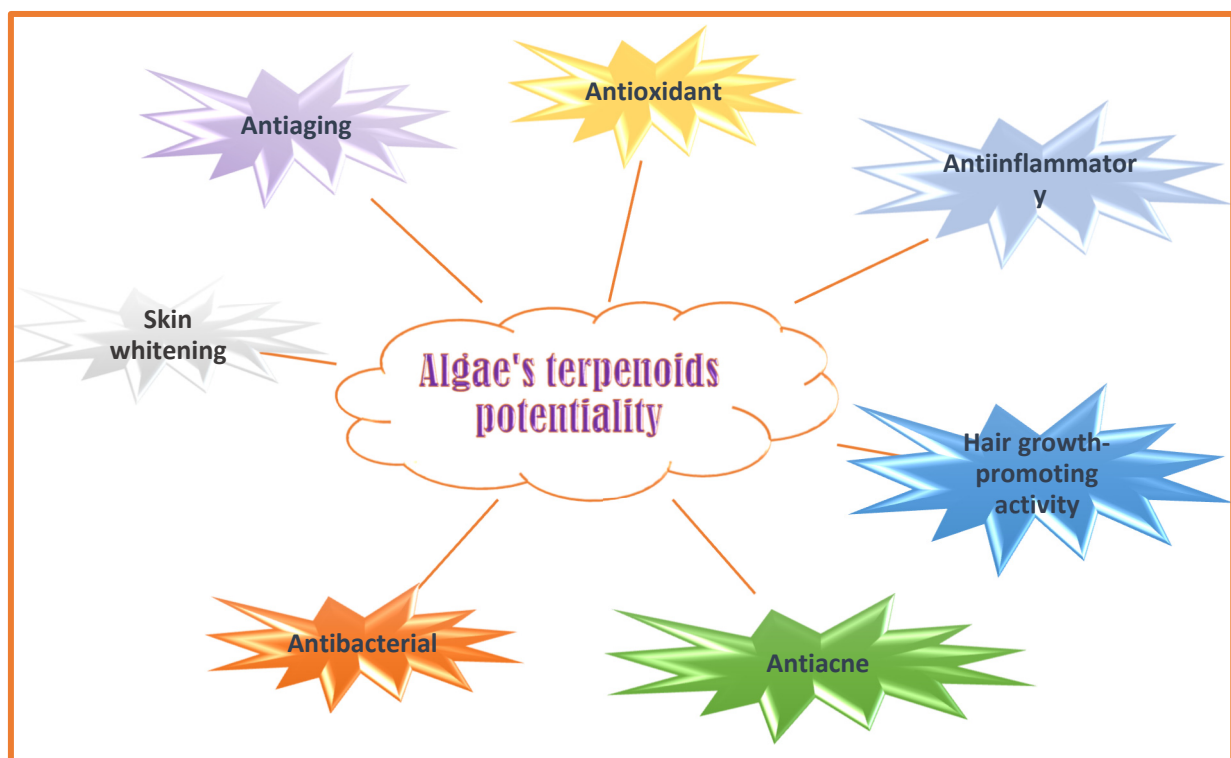 Antioxidant
Antiaging
Antiinflammator
y
Skin
whitening
Algae's terpenoids
potentiality
Hair growth-
promoting
activity
Antibacterial
Antiacne